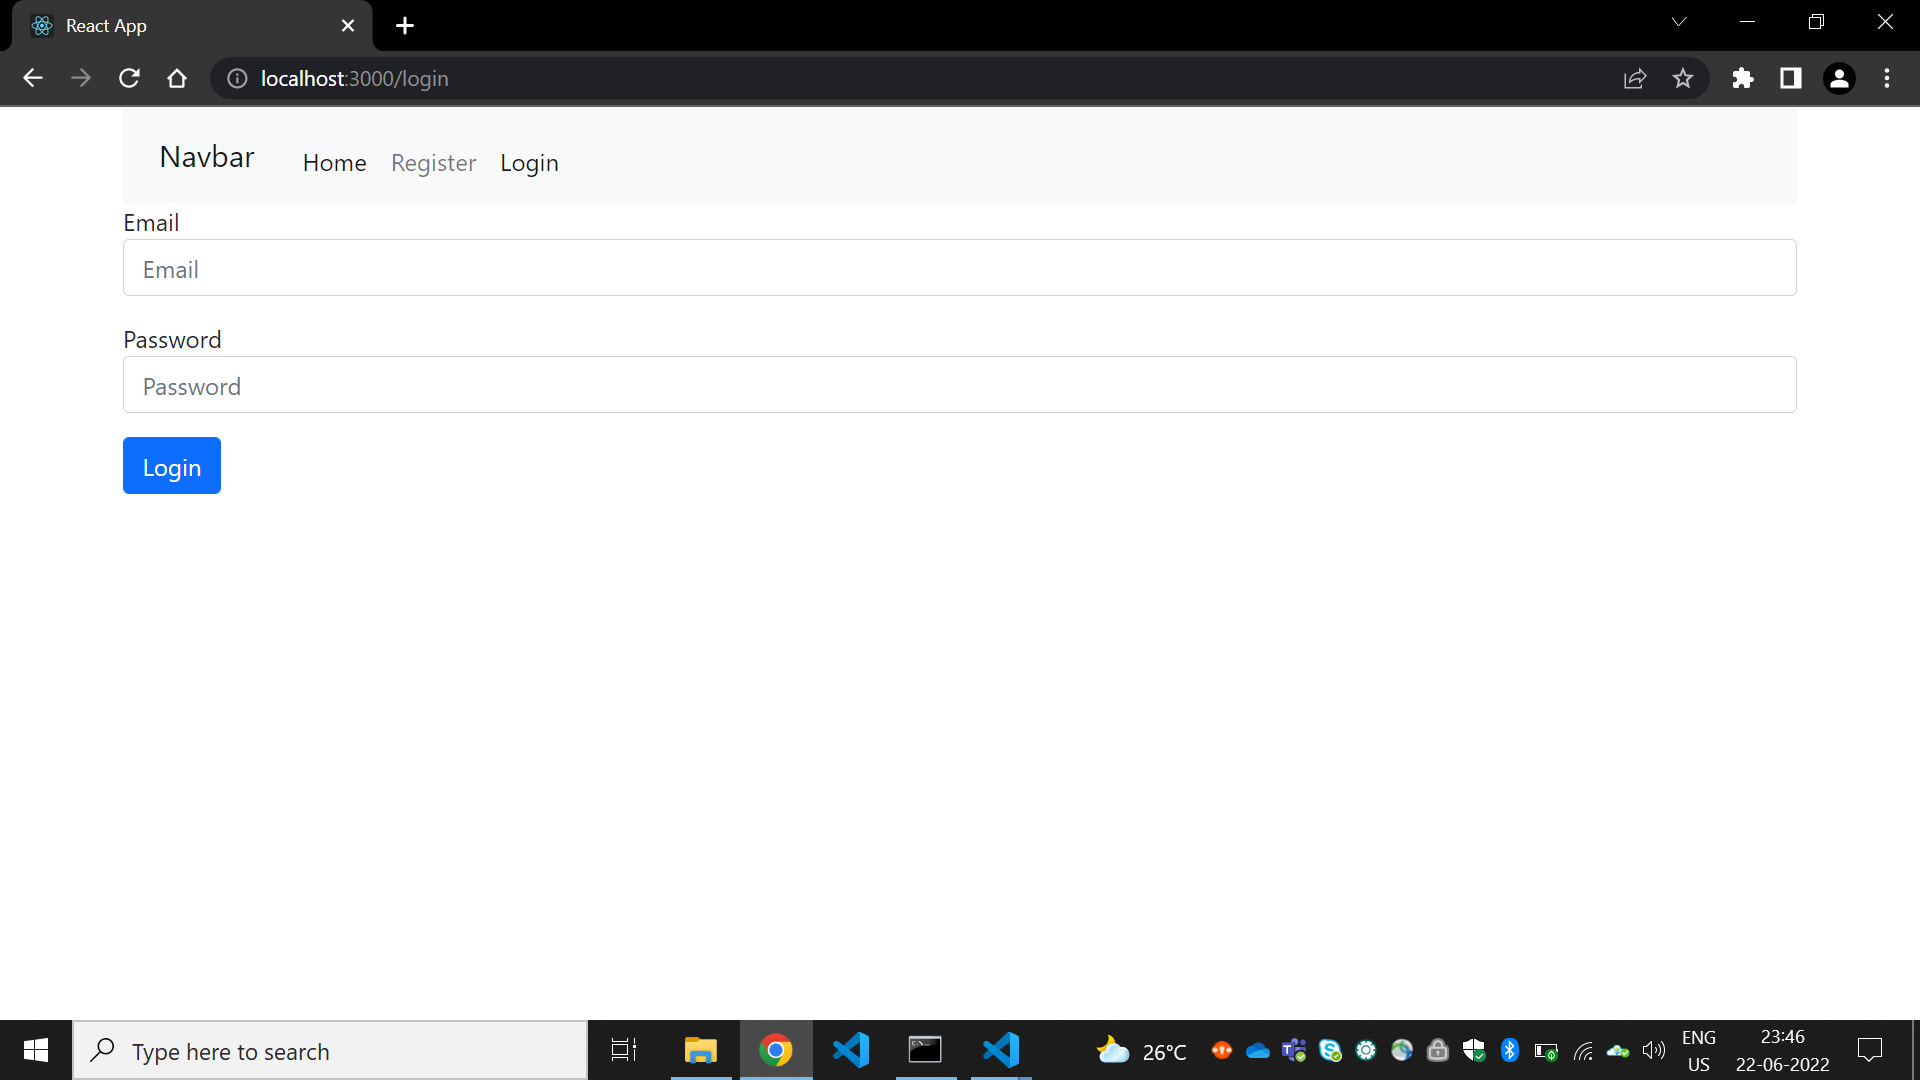 React App
localhost:3000/login
Navbar Home Register Login
Email
Email
Password
Password
Login
Type here to search
26°C
ENG
US
23:46
22-06-2022